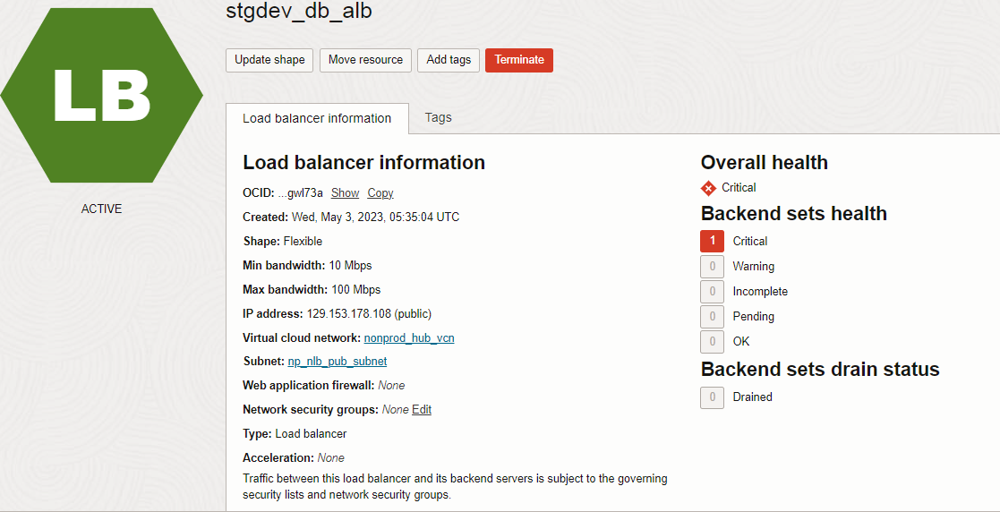 stgdev_db_alb
Update shape
Move resource
Add tags
Terminate
LB
ACTIVE
Load balancer information
Tags
Load balancer information
OCID: ...gwl73a Show Copy
Created: Wed, May 3, 2023, 05:35:04 UTC
Shape: Flexible
Min bandwidth: 10 Mbps
Max bandwidth: 100 Mbps
IP address: 129.153.178.108 (public)
Virtual cloud network: nonprod_hub_vcn
Subnet: np_nlb_pub_subnet
Web application firewall: None
Network security groups: None Edit
Type: Load balancer
Acceleration: None
Traffic between this load balancer and its backend servers is subject to the governing
security lists and network security groups.
Overall health
Critical
Backend sets health
1 Critical
0 Warning
0 Incomplete
0 Pending
0 OK
Backend sets drain status
0 Drained